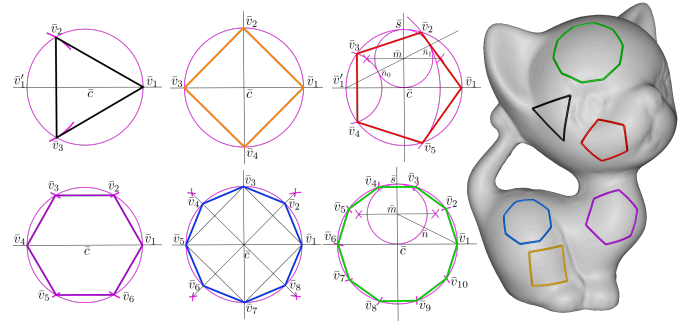 v̄₂
v̄′₁ c̄ v̄₁
v̄₃
v̄₂
v̄₃ c̄ v̄₁
v̄₄
s̄ v̄₂
v̄₃ m̄ n̄₁
v̄′₁ n̄₀ c̄ v̄₁
v̄₄
v̄₅
v̄₃ v̄₂
v̄₄ c̄ v̄₁
v̄₅ v̄₆
v̄₃
v̄₄ v̄₂
v̄₅ c̄ v̄₁
v̄₆ v̄₈
v̄₇
v̄₄ s̄ v̄₃
v̄₅ m̄ v̄₂
v̄₆ n̄ c̄ v̄₁
v̄₇ v̄₁₀
v̄₈ v̄₉